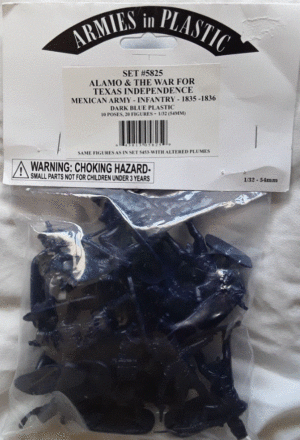 ARMIES in PLASTIC
SET #5825
ALAMO & THE WAR FOR
TEXAS INDEPENDENCE
MEXICAN ARMY - INFANTRY - 1835 -1836
DARK BLUE PLASTIC
10 POSES, 20 FIGURES - 1/32 (54MM)
SAME FIGURES AS IN SET 5453 WITH ALTERED PLUMES
WARNING: CHOKING HAZARD-
SMALL PARTS NOT FOR CHILDREN UNDER 3 YEARS
1/32 - 54mm